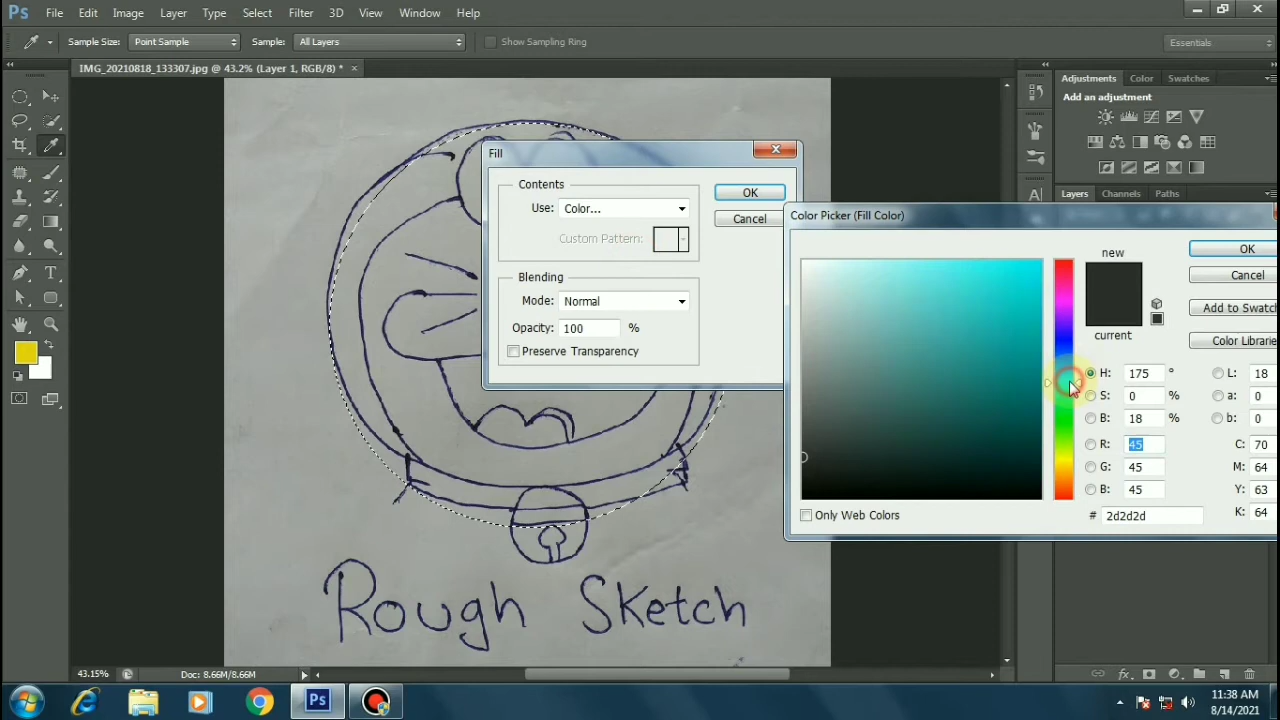 Ps File Edit Image Layer Type Select Filter 3D View Window Help
Sample Size: Point Sample Sample: All Layers Show Sampling Ring Essentials
IMG_20210818_133307.jpg @ 43.2% (Layer 1, RGB/8) * ×
Adjustments Color Swatches
Add an adjustment
Layers Channels Paths
Fill
Contents
Use: Color...
Custom Pattern:
Blending
Mode: Normal
Opacity: 100 %
Preserve Transparency
OK
Cancel
Color Picker (Fill Color)
new
current
OK
Cancel
Add to Swatch
Color Librarie
H: 175 ° L: 18
S: 0 % a: 0
B: 18 % b: 0
R: 45 C: 70
G: 45 M: 64
B: 45 Y: 63
# 2d2d2d K: 64
Only Web Colors
Rough Sketch
43.15% Doc: 8.66M/8.66M
Ps
11:38 AM
8/14/2021